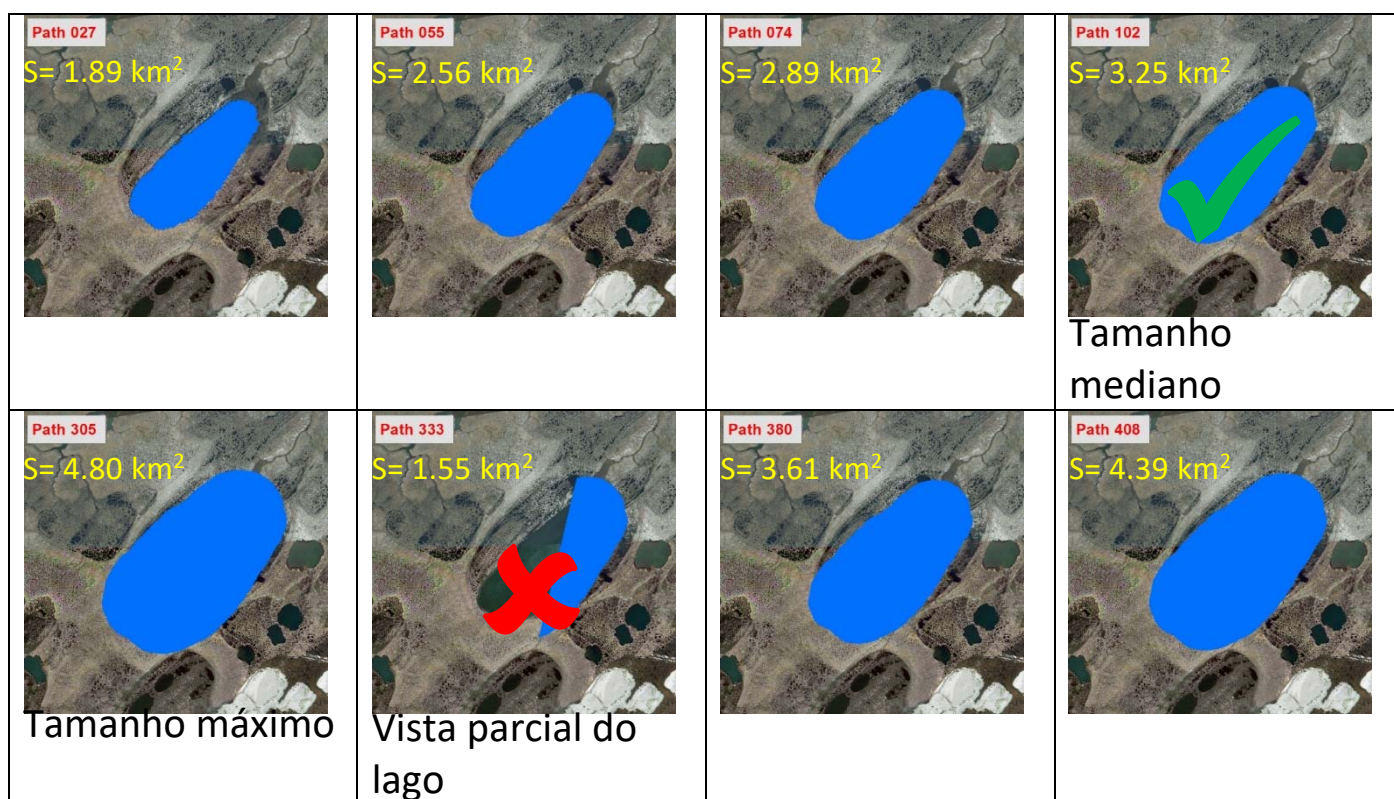 Path 027
S= 1.89 km²
Path 055
S= 2.56 km²
Path 074
S= 2.89 km²
Path 102
S= 3.25 km²
Tamanho
mediano
Path 305
S= 4.80 km²
Tamanho máximo
Path 333
S= 1.55 km²
Vista parcial do
lago
Path 380
S= 3.61 km²
Path 408
S= 4.39 km²